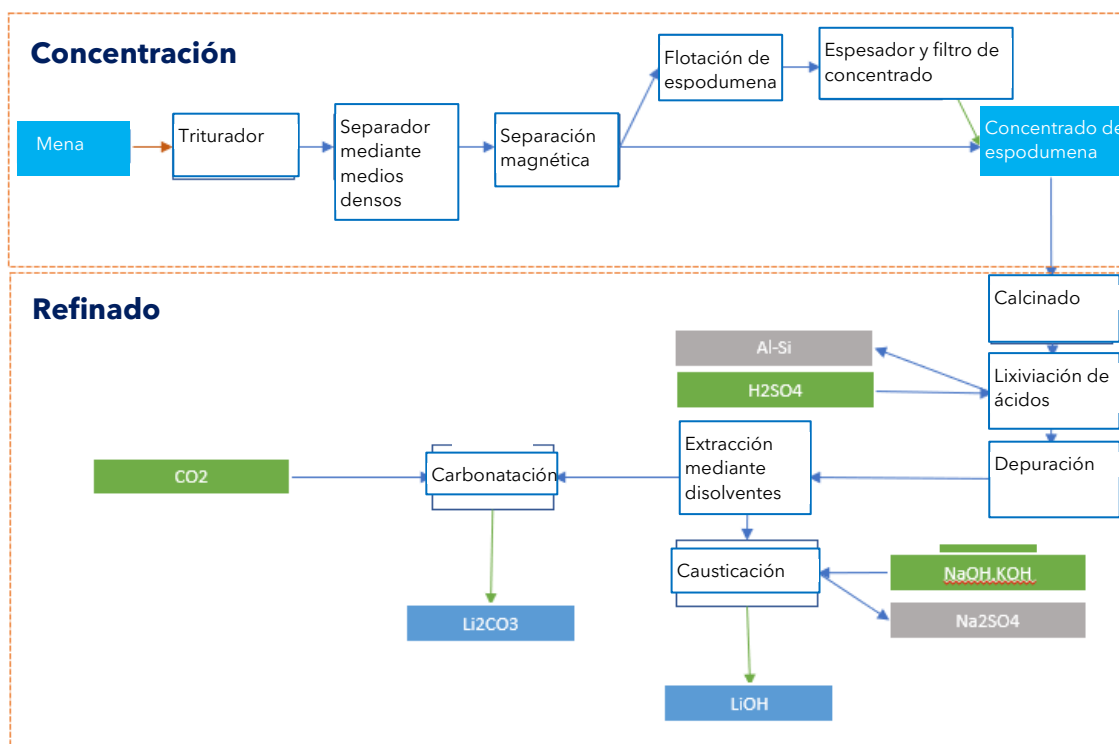 Concentración
Flotación de
espodumena
Espesador y filtro de
concentrado
Mena
Triturador
Separador
mediante
medios
densos
Separación
magnética
Concentrado de
espodumena
Refinado
Calcinado
Al-Si
H2SO4
Lixiviación de
ácidos
CO2
Carbonatación
Extracción
mediante
disolventes
Depuración
Causticación
NaOH.KOH
Na2SO4
Li2CO3
LiOH